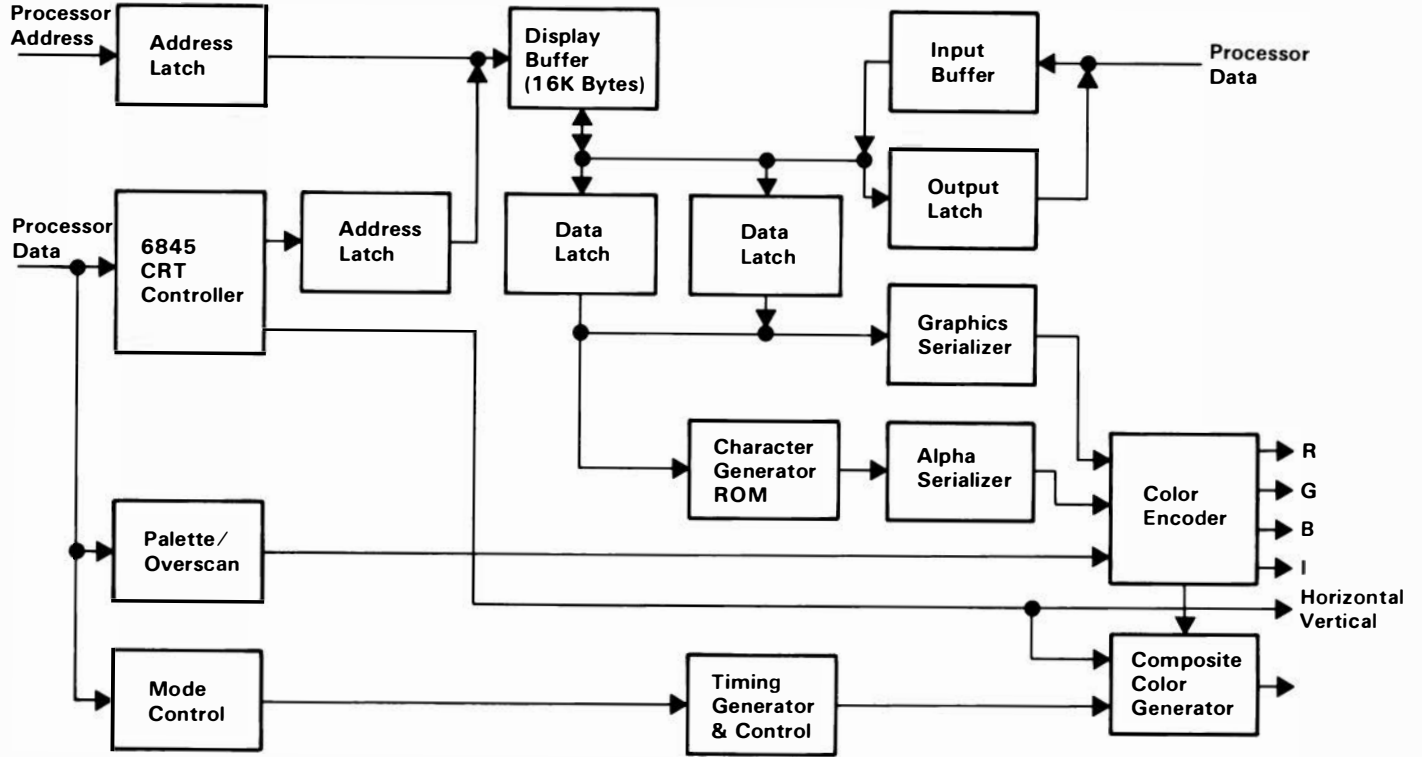 Processor
Address
Address
Latch
Display
Buffer
(16K Bytes)
Input
Buffer
Processor
Data
Output
Latch
Processor
Data
6845
CRT
Controller
Address
Latch
Data
Latch
Data
Latch
Graphics
Serializer
Character
Generator
ROM
Alpha
Serializer
Color
Encoder
R
G
B
I
Palette/
Overscan
Horizontal
Vertical
Mode
Control
Timing
Generator
& Control
Composite
Color
Generator